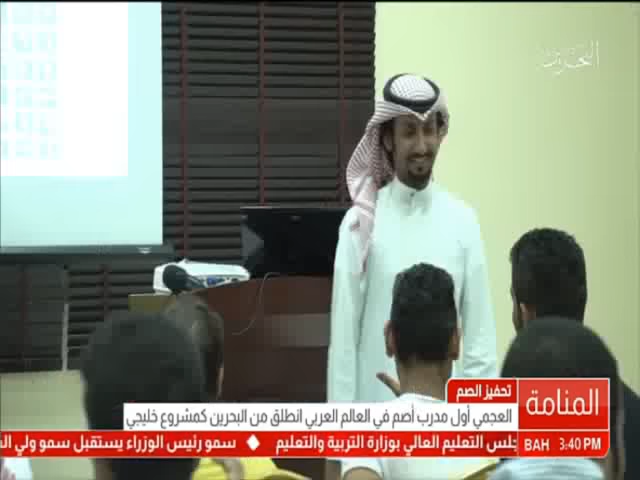 البحرين
تحفيز الصم
المنامة
العجمي أول مدرب أصم في العالم العربي انطلق من البحرين كمشروع خليجي
BAH 3:40 PM
جلس التعليم العالي بوزارة التربية والتعليم ◆ سمو رئيس الوزراء يستقبل سمو ولي ال